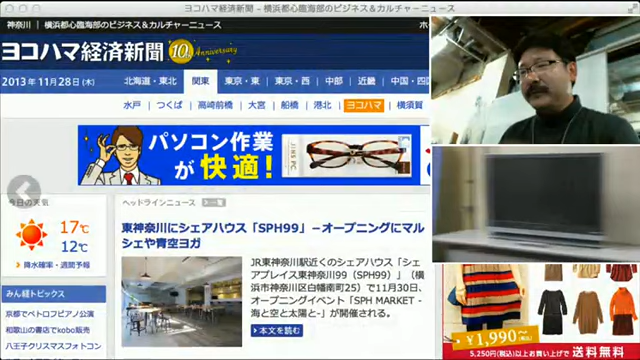 ヨコハマ経済新聞 - 横浜都心臨海部のビジネス&カルチャーニュース
神奈川 | 横浜都心臨海部のビジネス&カルチャーニュース
ヨコハマ経済新聞 10th Anniversary
2013年11月28日(木) 北海道・東北 関東 東京・東 東京・西 中部 近畿 中国・四国
水戸 | つくば | 高崎前橋 | 大宮 | 船橋 | 港北 | ヨコハマ | 横須賀
パソコン作業
が快適!
JINS PC
今日の天気
17℃
12℃
降水確率・週間予報
ヘッドラインニュース 一覧
東神奈川にシェアハウス「SPH99」-オープニングにマル
シェや青空ヨガ
JR東神奈川駅近くのシェアハウス「シ
ェアプレイス東神奈川99(SPH99)」(横
浜市神奈川区白幡南町25)で11月30日、
オープニングイベント「SPH MARKET -
海と空と太陽と-」が開催される。
本文を読む
みん経トピックス
京都でペトロフピアノ公演
和歌山の書店でkobo販売
八王子クリスマスフォトコン
¥1,990~(税込)
5,250円(税込)以上お買い上げで 送料無料